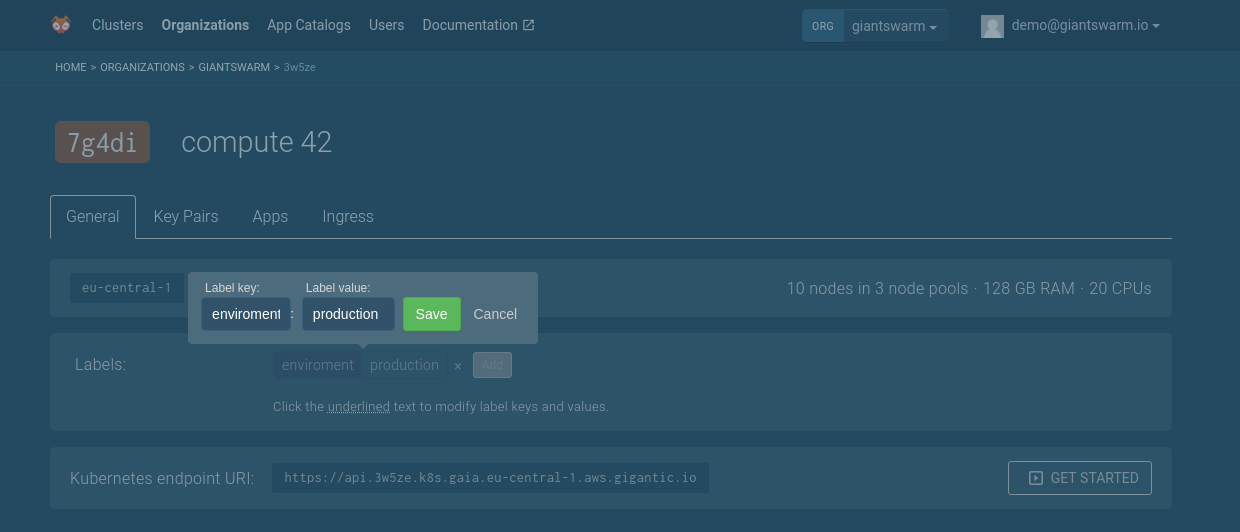 Clusters Organizations App Catalogs Users Documentation ORG giantswarm demo@giantswarm.io
HOME > ORGANIZATIONS > GIANTSWARM > 3w5ze
7g4di compute 42
General Key Pairs Apps Ingress
eu-central-1 10 nodes in 3 node pools · 128 GB RAM · 20 CPUs
Label key: Label value:
enviroment : production Save Cancel
Labels: enviroment production × Add
Click the underlined text to modify label keys and values.
Kubernetes endpoint URI: https://api.3w5ze.k8s.gaia.eu-central-1.aws.gigantic.io GET STARTED